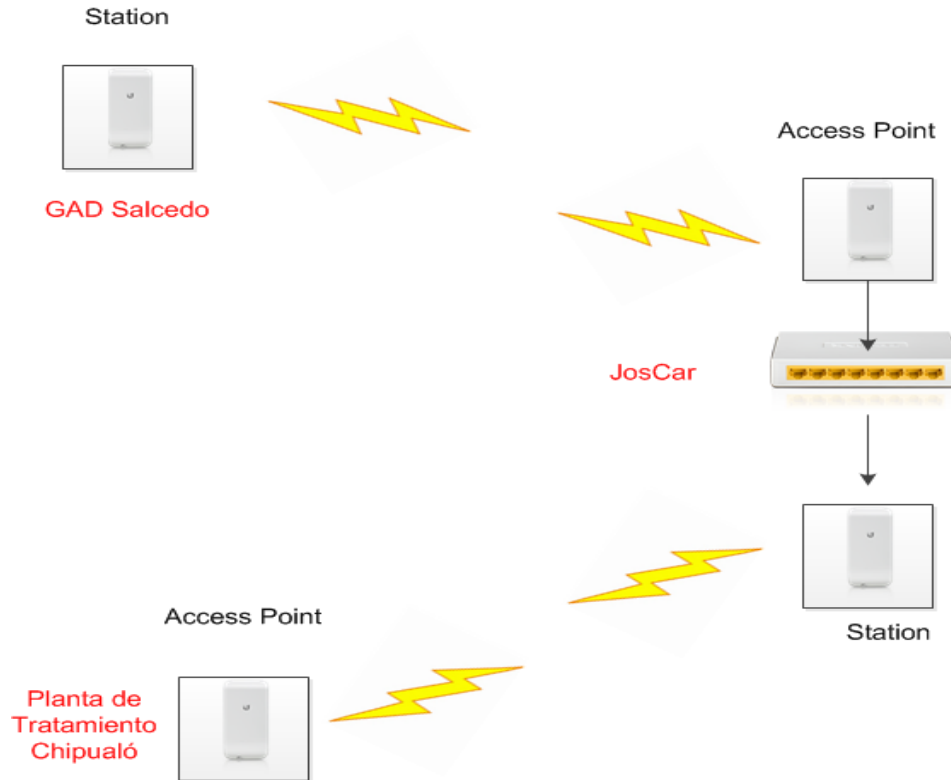 Station
GAD Salcedo
Access Point
JosCar
Station
Access Point
Planta de
Tratamiento
Chipualó